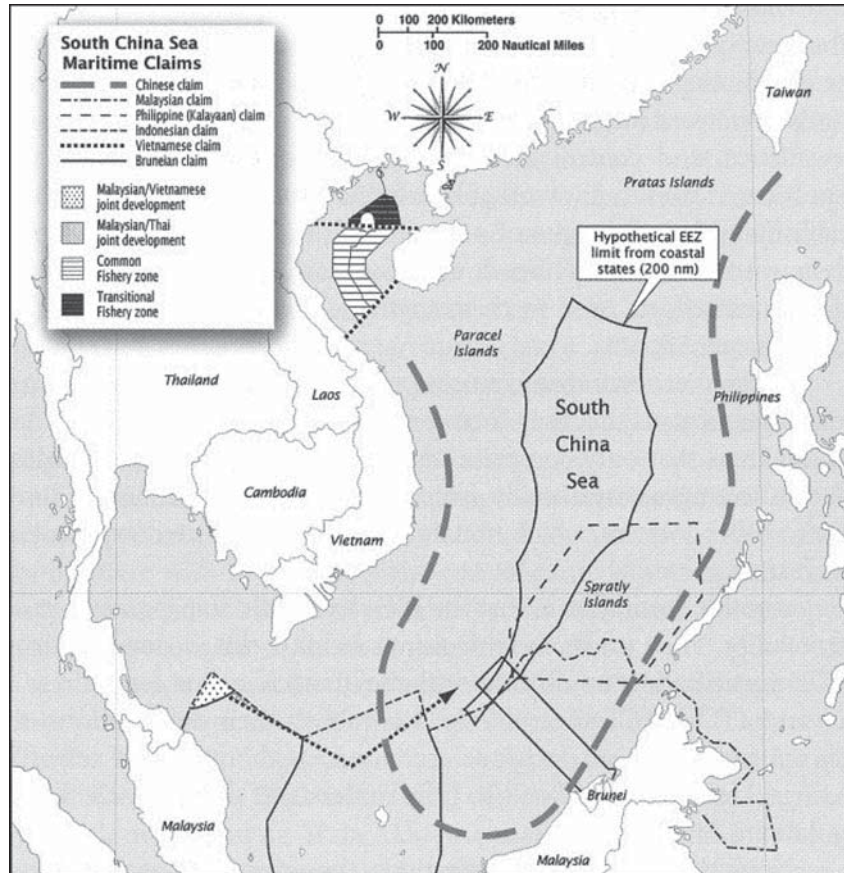 0 100 200 Kilometers
0 100 200 Nautical Miles
South China Sea
Maritime Claims
Chinese claim
Malaysian claim
Philippine (Kalayaan) claim
Indonesian claim
Vietnamese claim
Bruneian claim
Malaysian/Vietnamese
joint development
Malaysian/Thai
joint development
Common
Fishery zone
Transitional
Fishery zone
N
W
E
S
Taiwan
Pratas Islands
Hypothetical EEZ
limit from coastal
states (200 nm)
Paracel
Islands
Thailand
Laos
Philippines
South
China
Sea
Cambodia
Vietnam
Spratly
Islands
Brunei
Malaysia
Malaysia